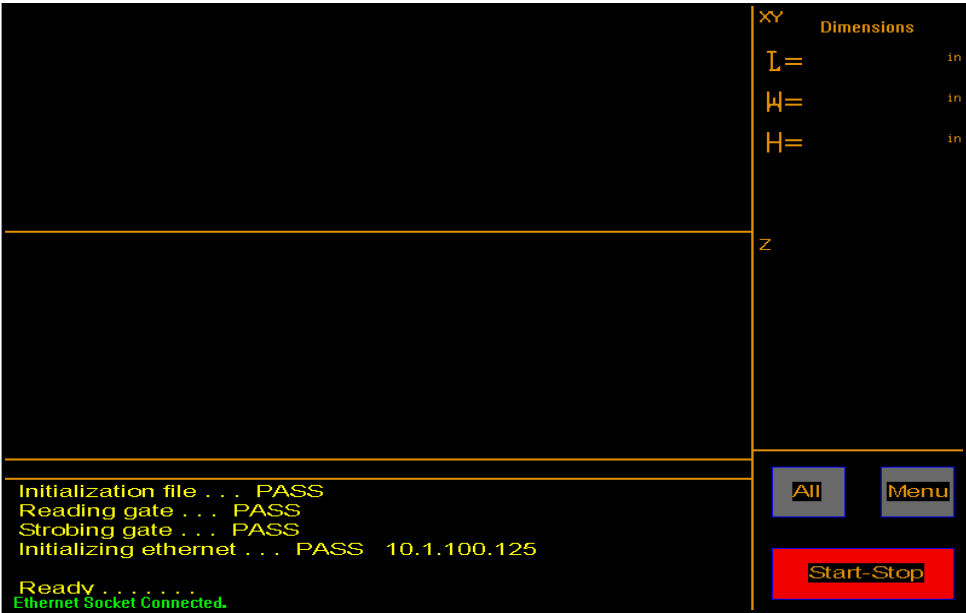 XY
Dimensions
L= in
W= in
H= in
Z
Initialization file . . . PASS
Reading gate . . . PASS
Strobing gate . . . PASS
Initializing ethernet . . . PASS 10.1.100.125
Ready . . . . . . .
Ethernet Socket Connected.
All
Menu
Start-Stop